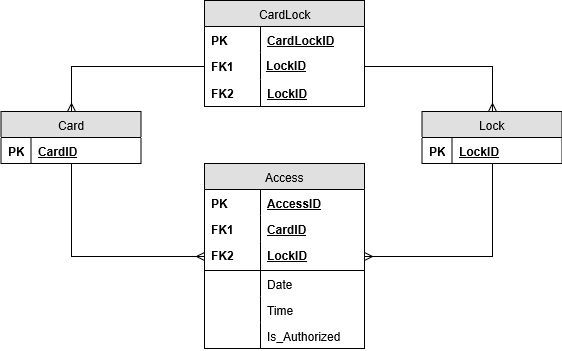 CardLock
PK CardLockID
FK1 LockID
FK2 LockID
Card
PK CardID
Lock
PK LockID
Access
PK AccessID
FK1 CardID
FK2 LockID
Date
Time
Is_Authorized